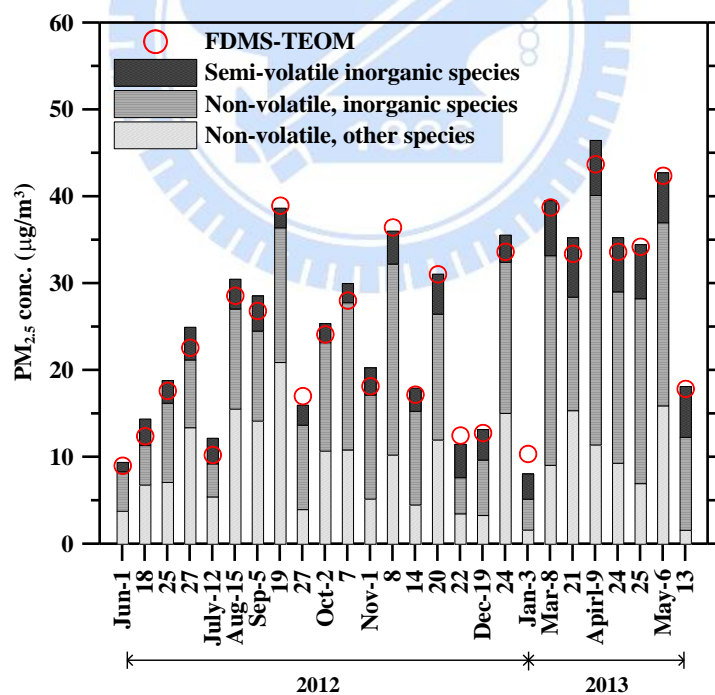 60
50
40
30
20
10
0
PM2.5 conc. (μg/m³)
FDMS-TEOM
Semi-volatile inorganic species
Non-volatile, inorganic species
Non-volatile, other species
1896
Jun-1
18
25
27
July-12
Aug-15
Sep-5
19
27
Oct-2
7
Nov-1
8
14
20
22
Dec-19
24
Jan-3
Mar-8
21
Apirl-9
24
25
May-6
13
2012
2013